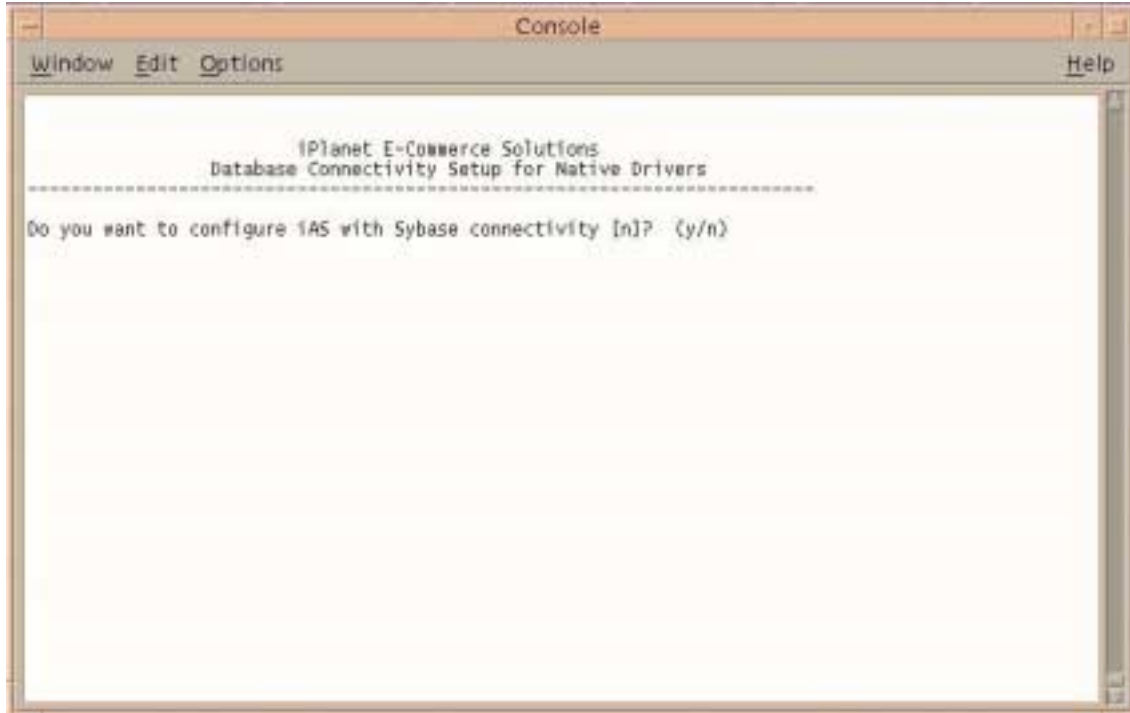 Console
Window Edit Options Help
iPlanet E-Commerce Solutions
Database Connectivity Setup for Native Drivers
--------------------------------------------------------------------------
Do you want to configure iAS with Sybase connectivity [n]? (y/n)